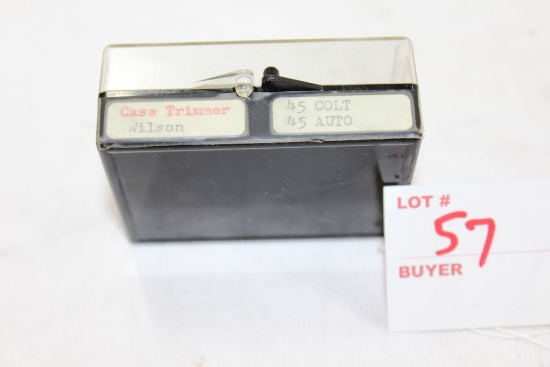 Case Trimmer
Wilson
45 COLT
45 AUTO
LOT #
57
BUYER